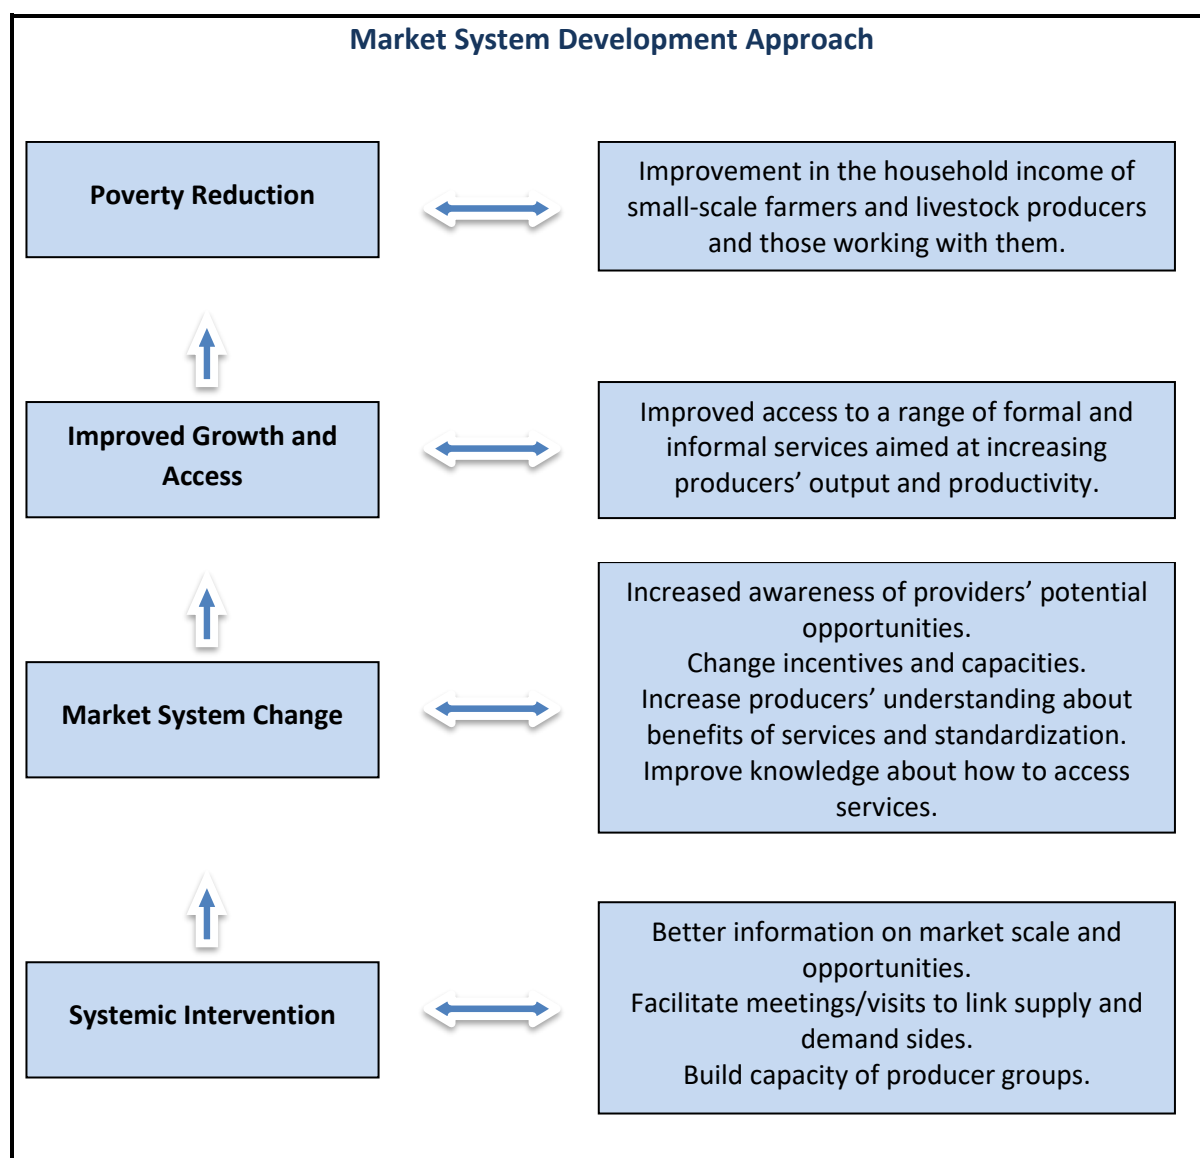 Market System Development Approach
Poverty Reduction
Improvement in the household income of
small-scale farmers and livestock producers
and those working with them.
Improved Growth and
Access
Improved access to a range of formal and
informal services aimed at increasing
producers’ output and productivity.
Market System Change
Increased awareness of providers’ potential
opportunities.
Change incentives and capacities.
Increase producers’ understanding about
benefits of services and standardization.
Improve knowledge about how to access
services.
Systemic Intervention
Better information on market scale and
opportunities.
Facilitate meetings/visits to link supply and
demand sides.
Build capacity of producer groups.